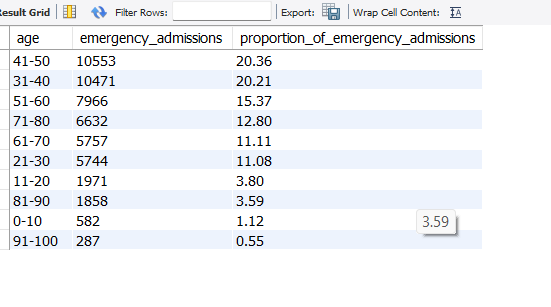 esult Grid Filter Rows: Export: Wrap Cell Content: IA
age emergency_admissions proportion_of_emergency_admissions
41-50 10553 20.36
31-40 10471 20.21
51-60 7966 15.37
71-80 6632 12.80
61-70 5757 11.11
21-30 5744 11.08
11-20 1971 3.80
81-90 1858 3.59
0-10 582 1.12 3.59
91-100 287 0.55